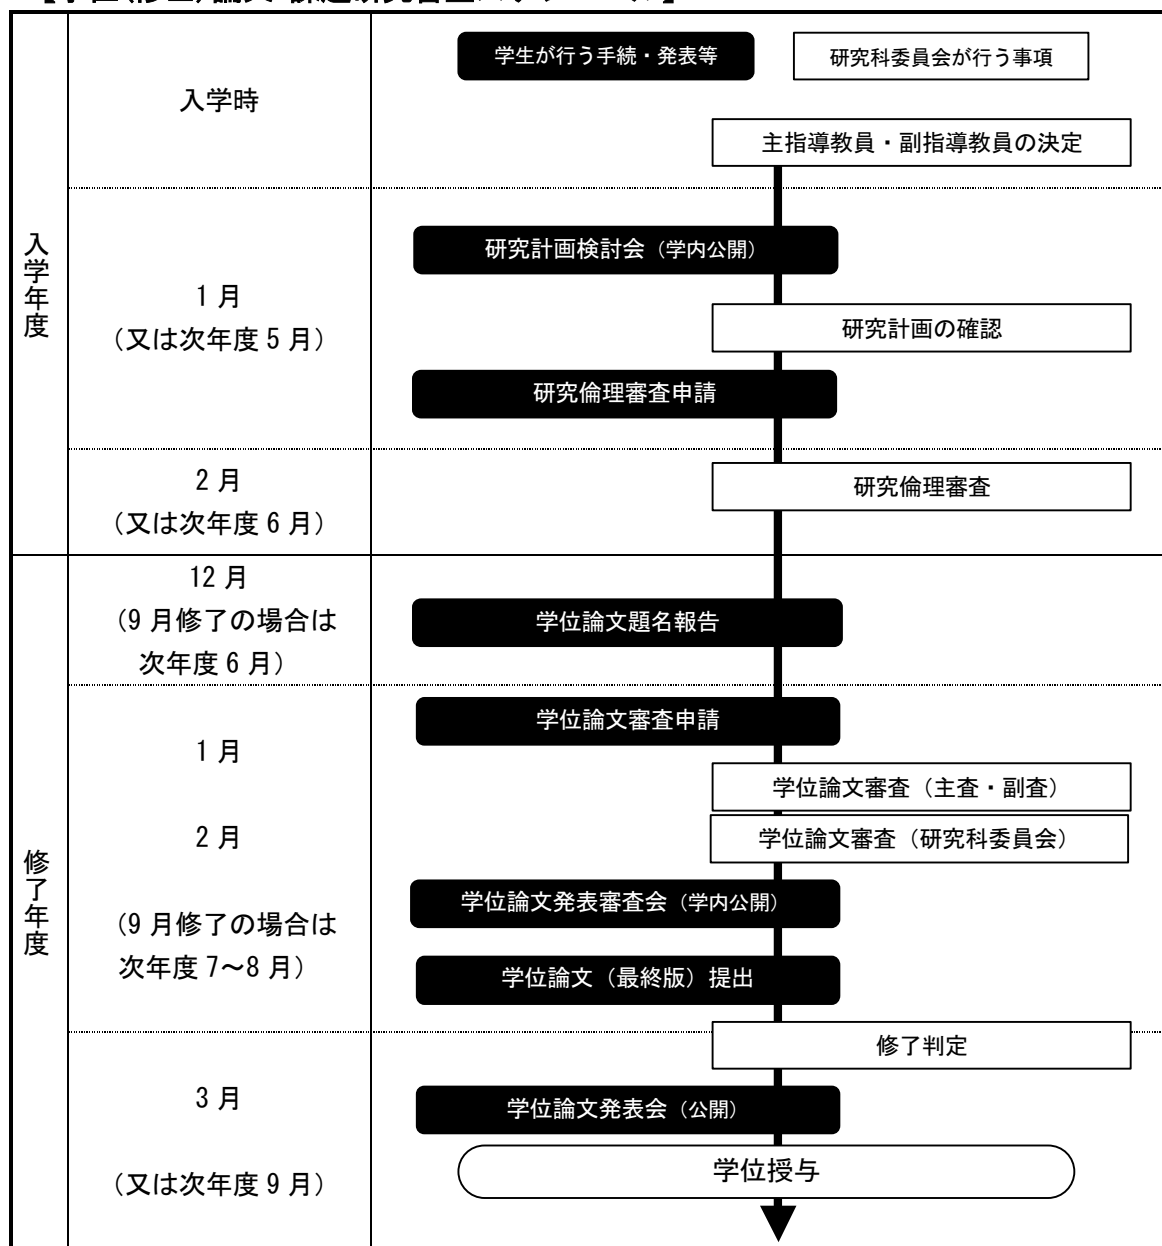 学生が行う手続・発表等
研究科委員会が行う事項
入学年度
入学時
主指導教員・副指導教員の決定
1月
(又は次年度5月)
研究計画検討会(学内公開)
研究計画の確認
研究倫理審査申請
2月
(又は次年度6月)
研究倫理審査
修了年度
12月
(9月修了の場合は
次年度6月)
学位論文題名報告
1月
2月
(9月修了の場合は
次年度7~8月)
学位論文審査申請
学位論文審査(主査・副査)
学位論文審査(研究科委員会)
学位論文発表審査会(学内公開)
学位論文(最終版)提出
修了判定
3月
(又は次年度9月)
学位論文発表会(公開)
学位授与